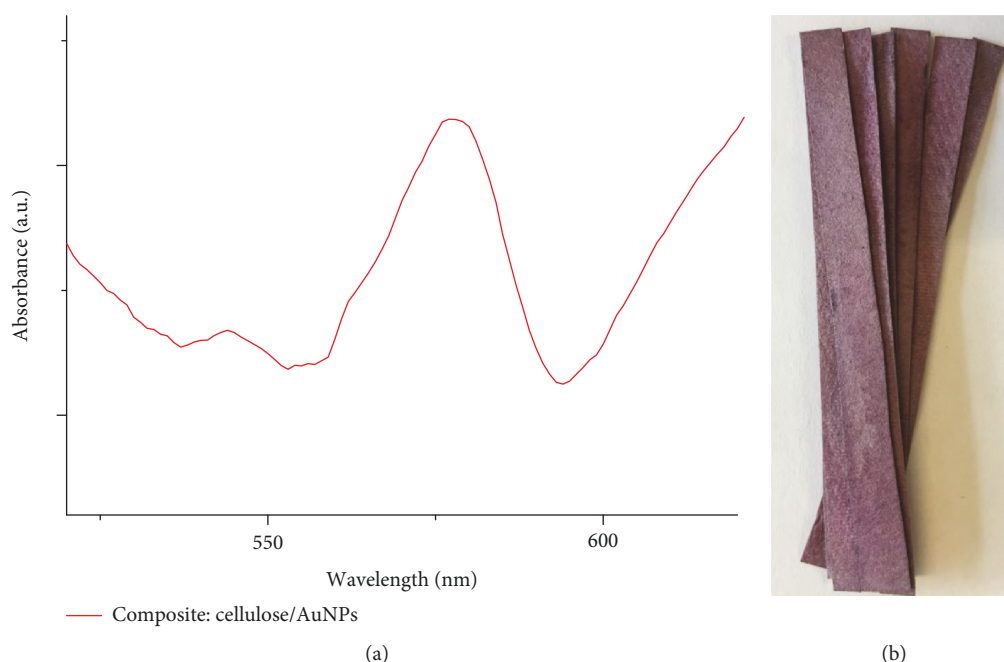 Absorbance (a.u.)
550
600
Wavelength (nm)
Composite: cellulose/AuNPs
(a)
(b)